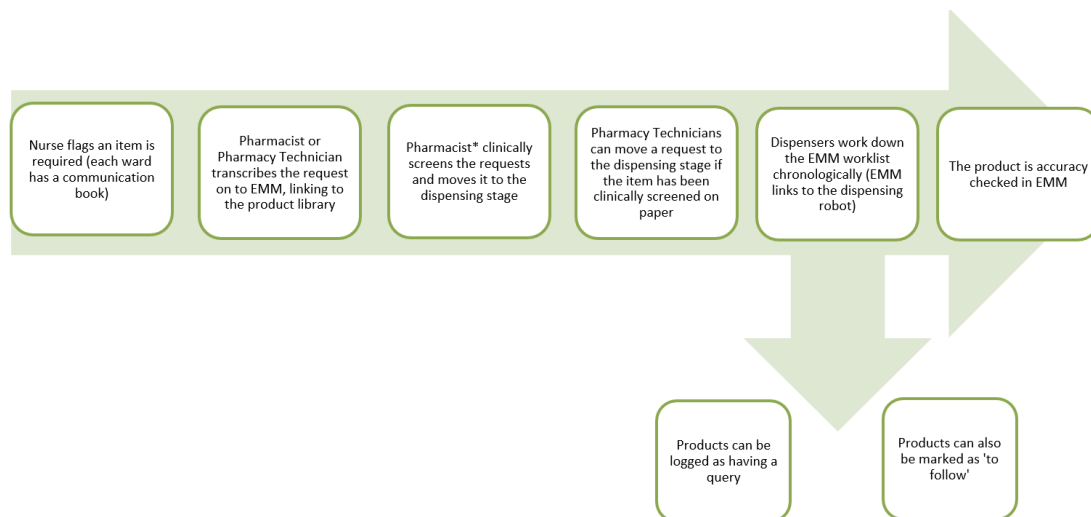 Nurse flags an item is
required (each ward
has a communication
book)
Pharmacist or
Pharmacy Technician
transcribes the request
on to EMM, linking to
the product library
Pharmacist* clinically
screens the requests
and moves it to the
dispensing stage
Pharmacy Technicians
can move a request to
the dispensing stage if
the item has been
clinically screened on
paper
Dispensers work down
the EMM worklist
chronologically (EMM
links to the dispensing
robot)
The product is accuracy
checked in EMM
Products can be
logged as having a
query
Products can also
be marked as 'to
follow'